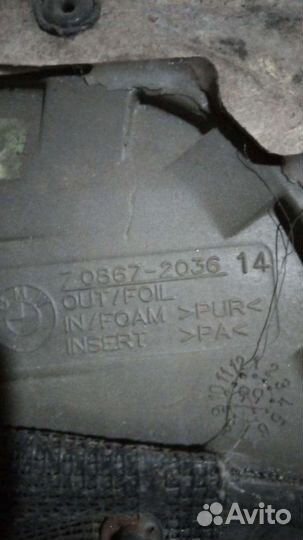 7.0867-2036 14
OUT/FOIL
IN/FOAM >PUR<
INSERT >PA<
Avito